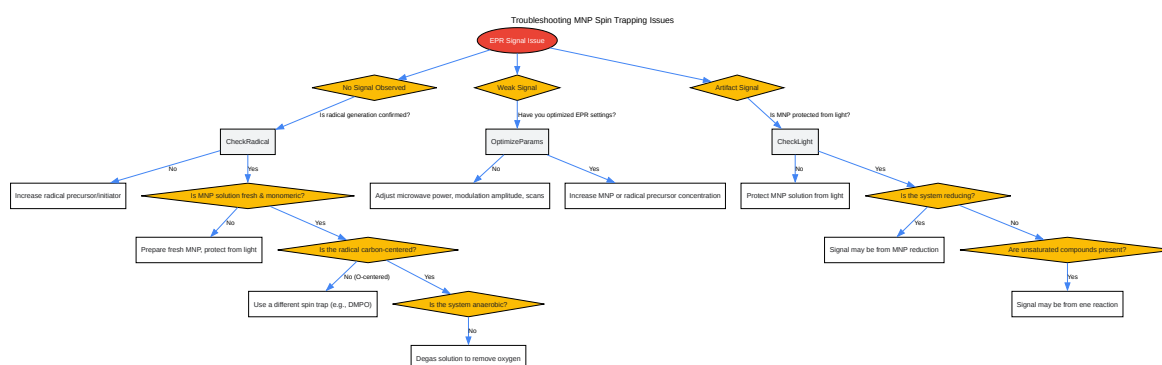 Troubleshooting MNP Spin Trapping Issues
EPR Signal Issue
No Signal Observed
Weak Signal
Artifact Signal
Is radical generation confirmed?
Have you optimized EPR settings?
Is MNP protected from light?
CheckRadical
OptimizeParams
CheckLight
No
Yes
No
Yes
No
Yes
Increase radical precursor/initiator
Is MNP solution fresh & monomeric?
Adjust microwave power, modulation amplitude, scans
Increase MNP or radical precursor concentration
Protect MNP solution from light
Is the system reducing?
No
Yes
Yes
No
Prepare fresh MNP, protect from light
Is the radical carbon-centered?
Signal may be from MNP reduction
Are unsaturated compounds present?
No (O-centered)
Yes
Yes
Use a different spin trap (e.g., DMPO)
Is the system anaerobic?
Signal may be from ene reaction
No
Degas solution to remove oxygen